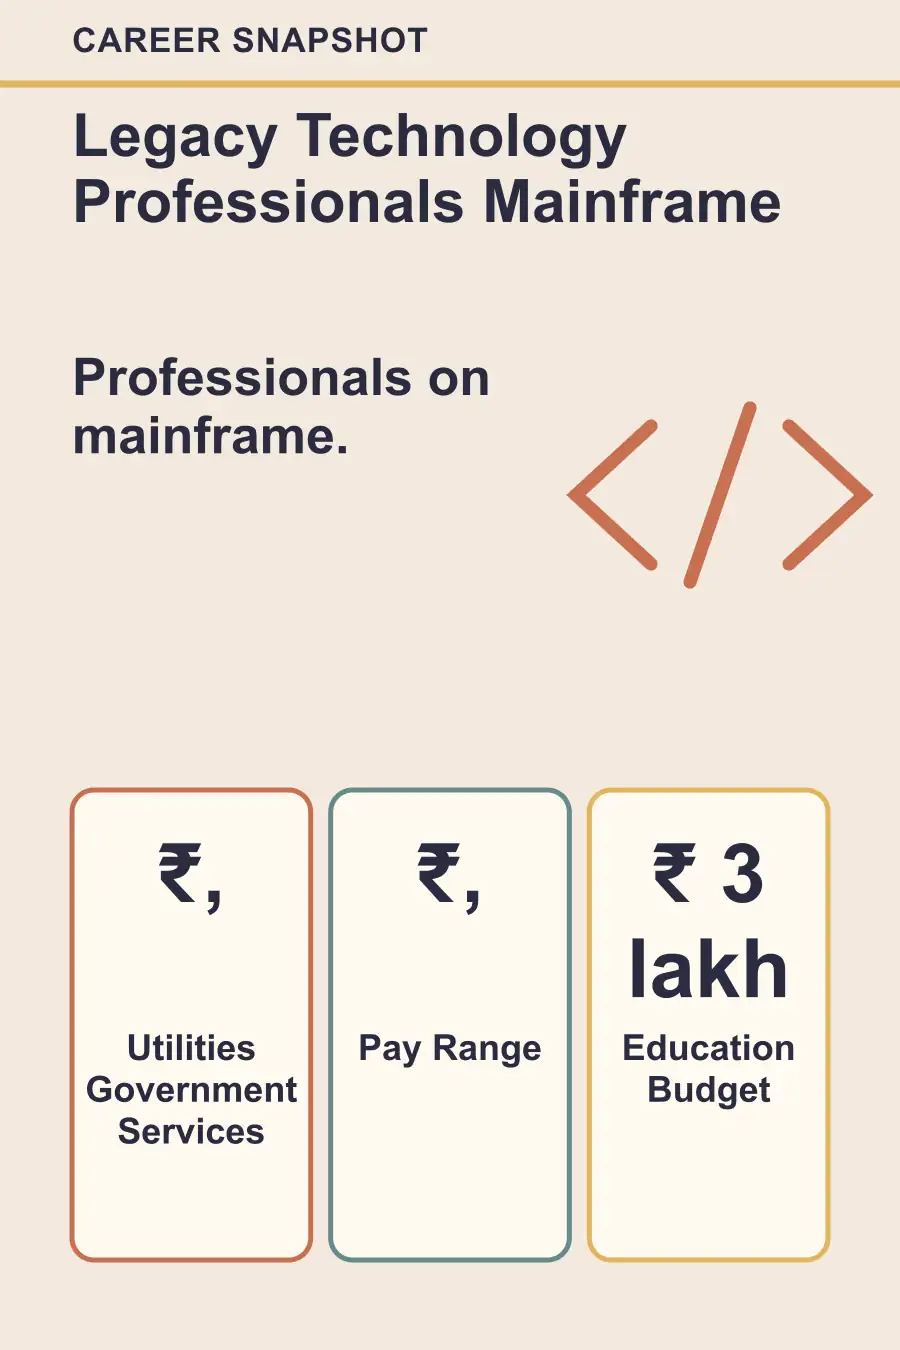 CAREER SNAPSHOT
Legacy Technology
Professionals Mainframe
Professionals on
mainframe.
₹,
Utilities
Government
Services
₹,
Pay Range
₹ 3
lakh
Education
Budget